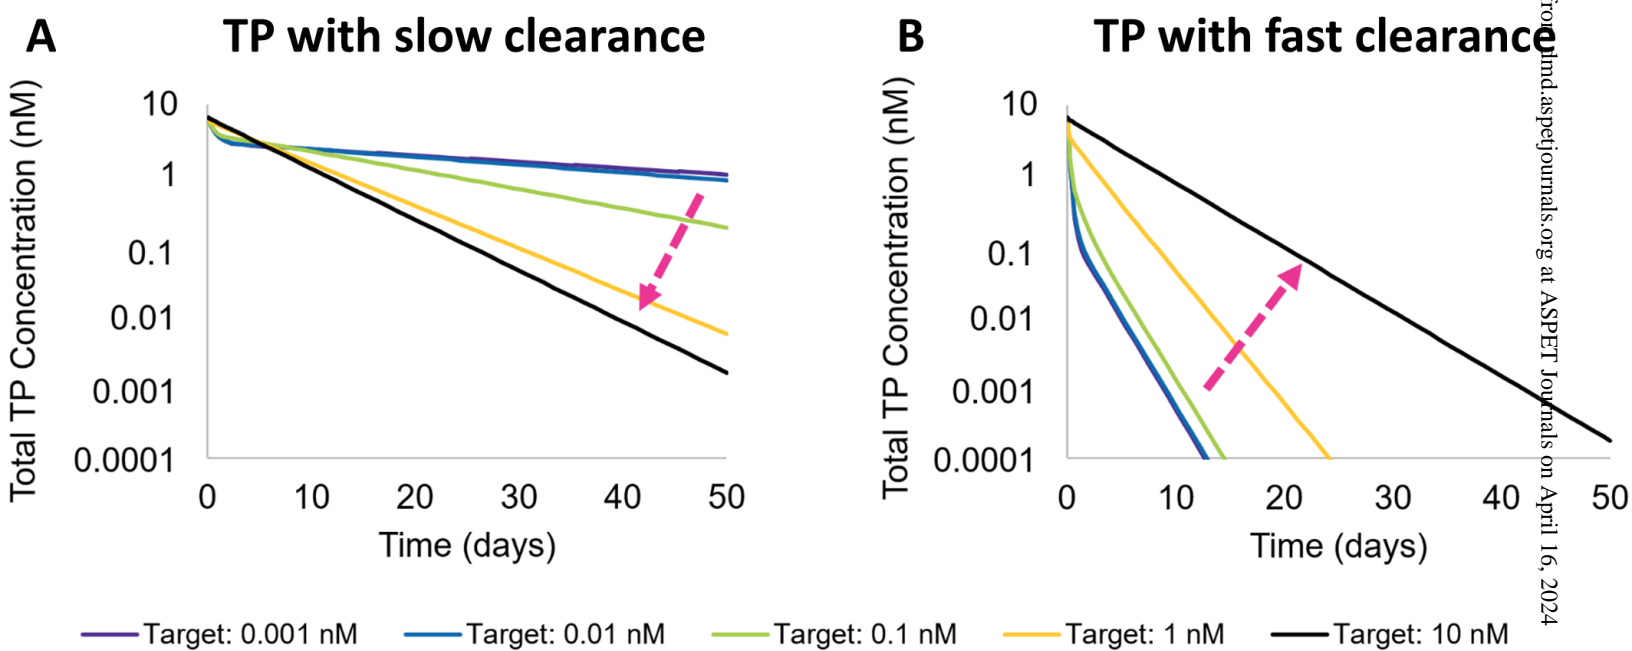 A
TP with slow clearance
Total TP Concentration (nM)
10
1
0.1
0.01
0.001
0.0001
0 10 20 30 40 50
Time (days)
B
TP with fast clearance
Total TP Concentration (nM)
10
1
0.1
0.01
0.001
0.0001
0 10 20 30 40 50
Time (days)
dmd.aspetjournals.org at ASPET Journals on April 16, 2024
Target: 0.001 nM Target: 0.01 nM Target: 0.1 nM Target: 1 nM Target: 10 nM